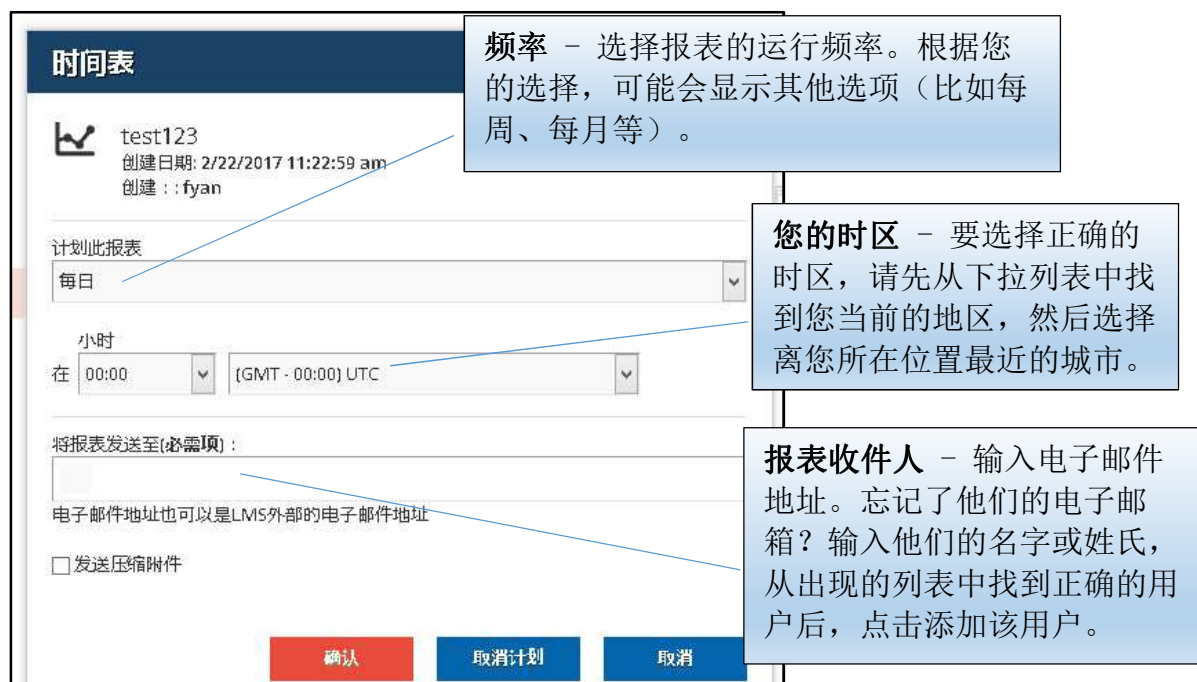 时间表
频率 - 选择报表的运行频率。根据您
的选择，可能会显示其他选项（比如每
周、每月等）。
test123
创建日期: 2/22/2017 11:22:59 am
创建 : : fyan
计划此报表
每日
您的时区 - 要选择正确的
时区，请先从下拉列表中找
到您当前的地区，然后选择
离您所在位置最近的城市。
小时
在 00:00 (GMT - 00:00) UTC
将报表发送至(必需项) :
电子邮件地址也可以是LMS外部的电子邮件地址
发送压缩附件
报表收件人 - 输入电子邮件
地址。忘记了他们的电子邮
箱？输入他们的名字或姓氏，
从出现的列表中找到正确的用
户后，点击添加该用户。
确认 取消计划 取消